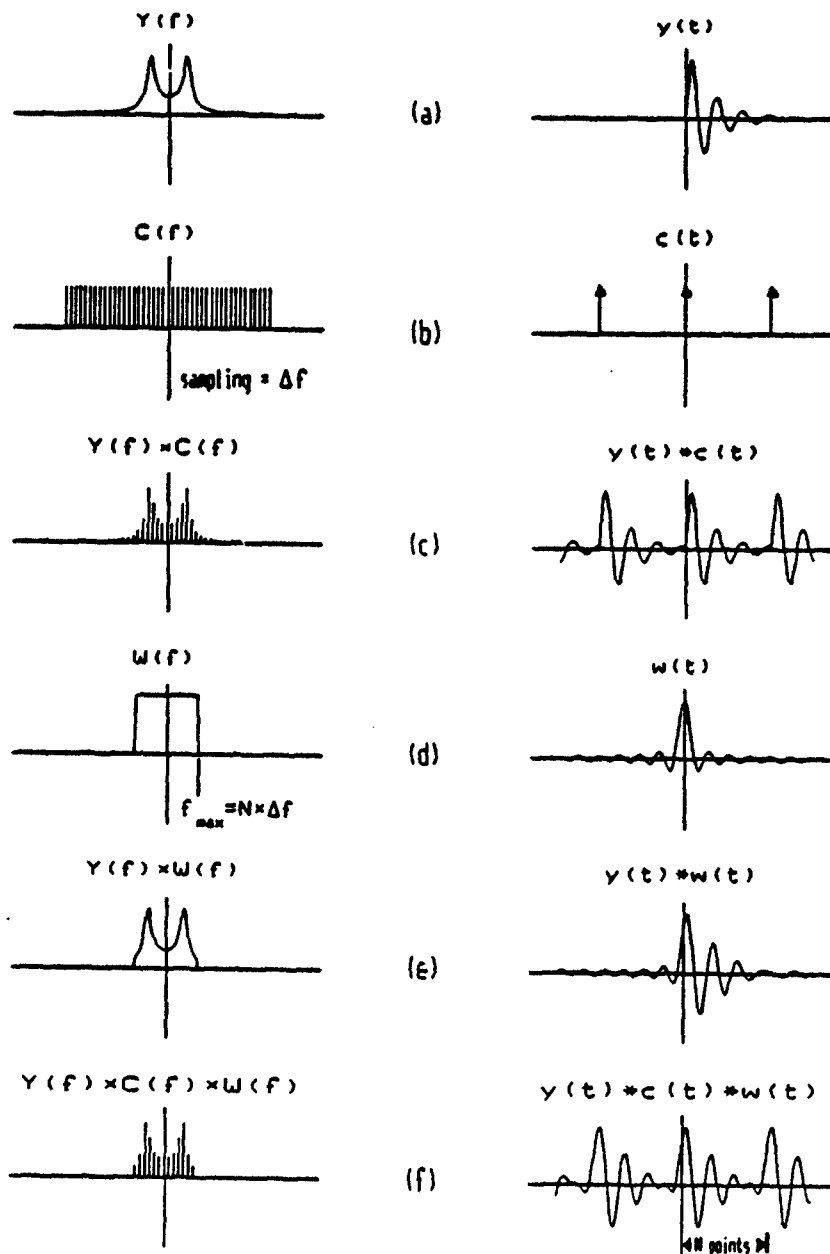 Y(f)
y(t)
(a)
C(f)
c(t)
(b)
sampling = Δf
Y(f)×C(f)
y(t)*c(t)
(c)
W(f)
w(t)
(d)
f max =N×Δf
Y(f)×W(f)
y(t)*w(t)
(e)
Y(f)×C(f)×W(f)
y(t)*c(t)*w(t)
(f)
N points